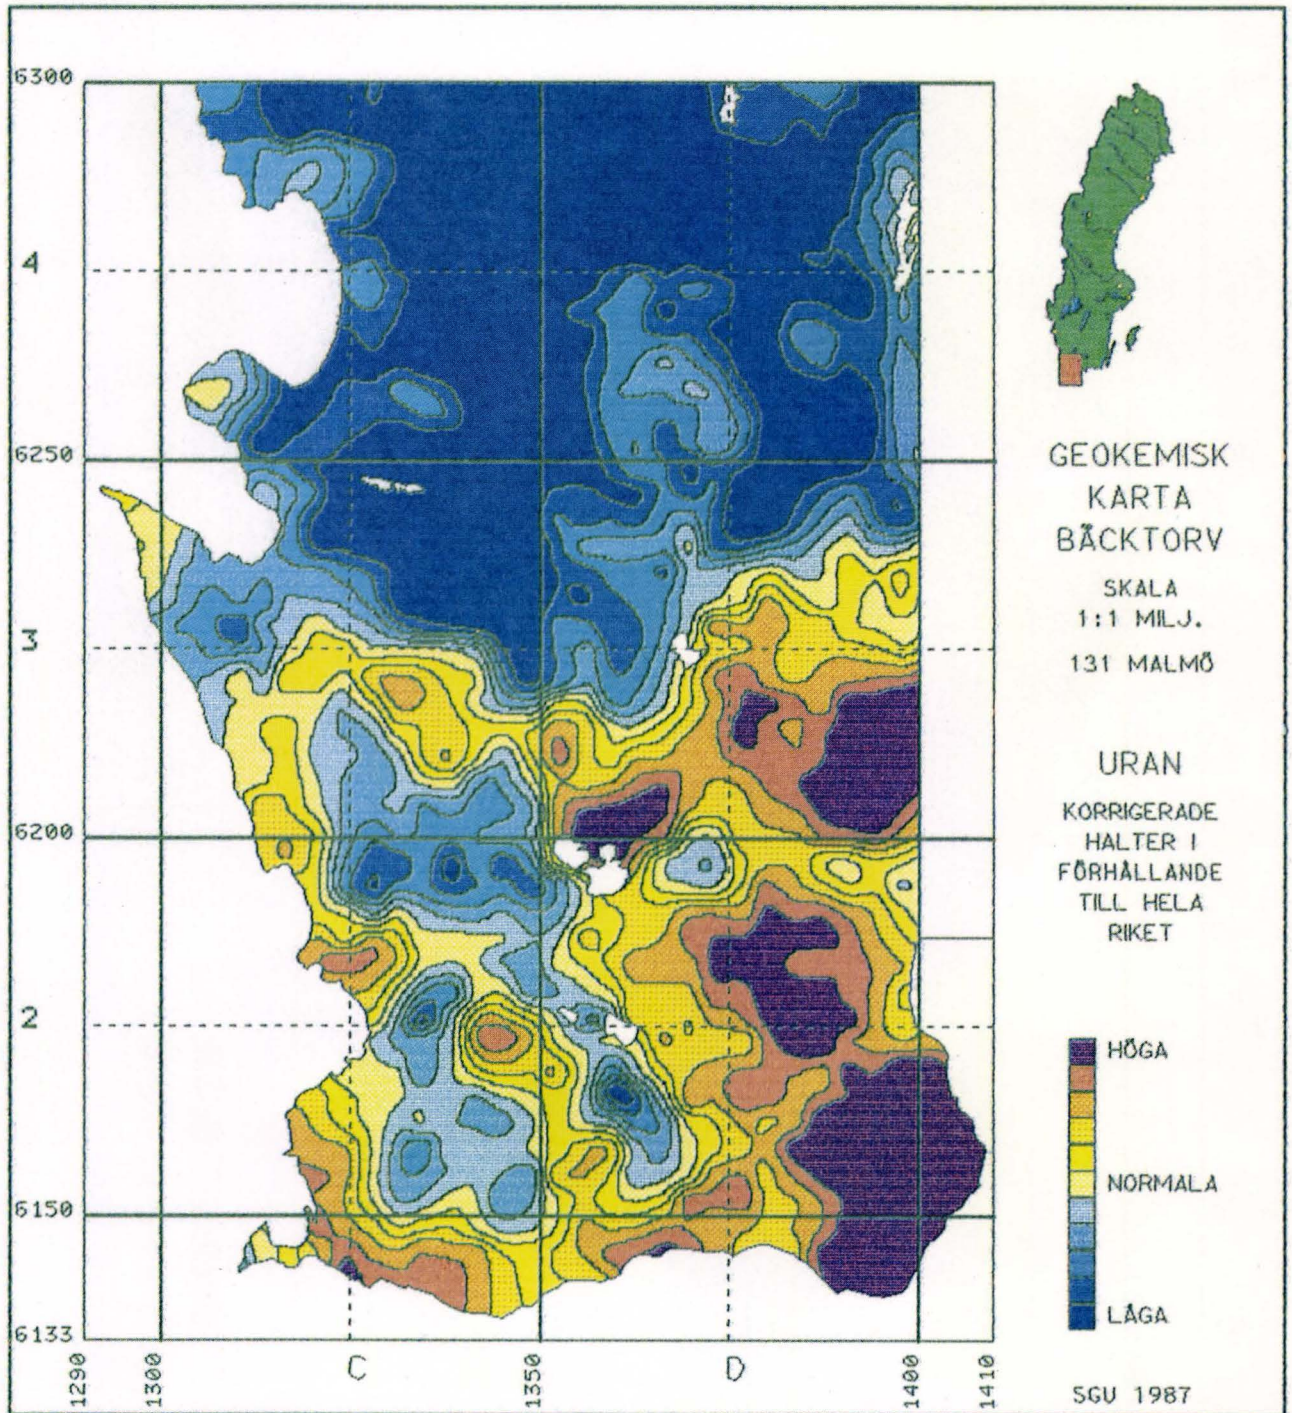 6300
4
6250
3
6200
2
6150
6133
1290
1300
C
1350
D
1400
1410
GEOKEMISK
KARTA
BÄCKTORV
SKALA
1:1 MILJ.
131 MALMÖ
URAN
KORRIGERADE
HALTER I
FÖRHÅLLANDE
TILL HELA
RIKET
HÖGA
NORMALA
LÅGA
SGU 1987